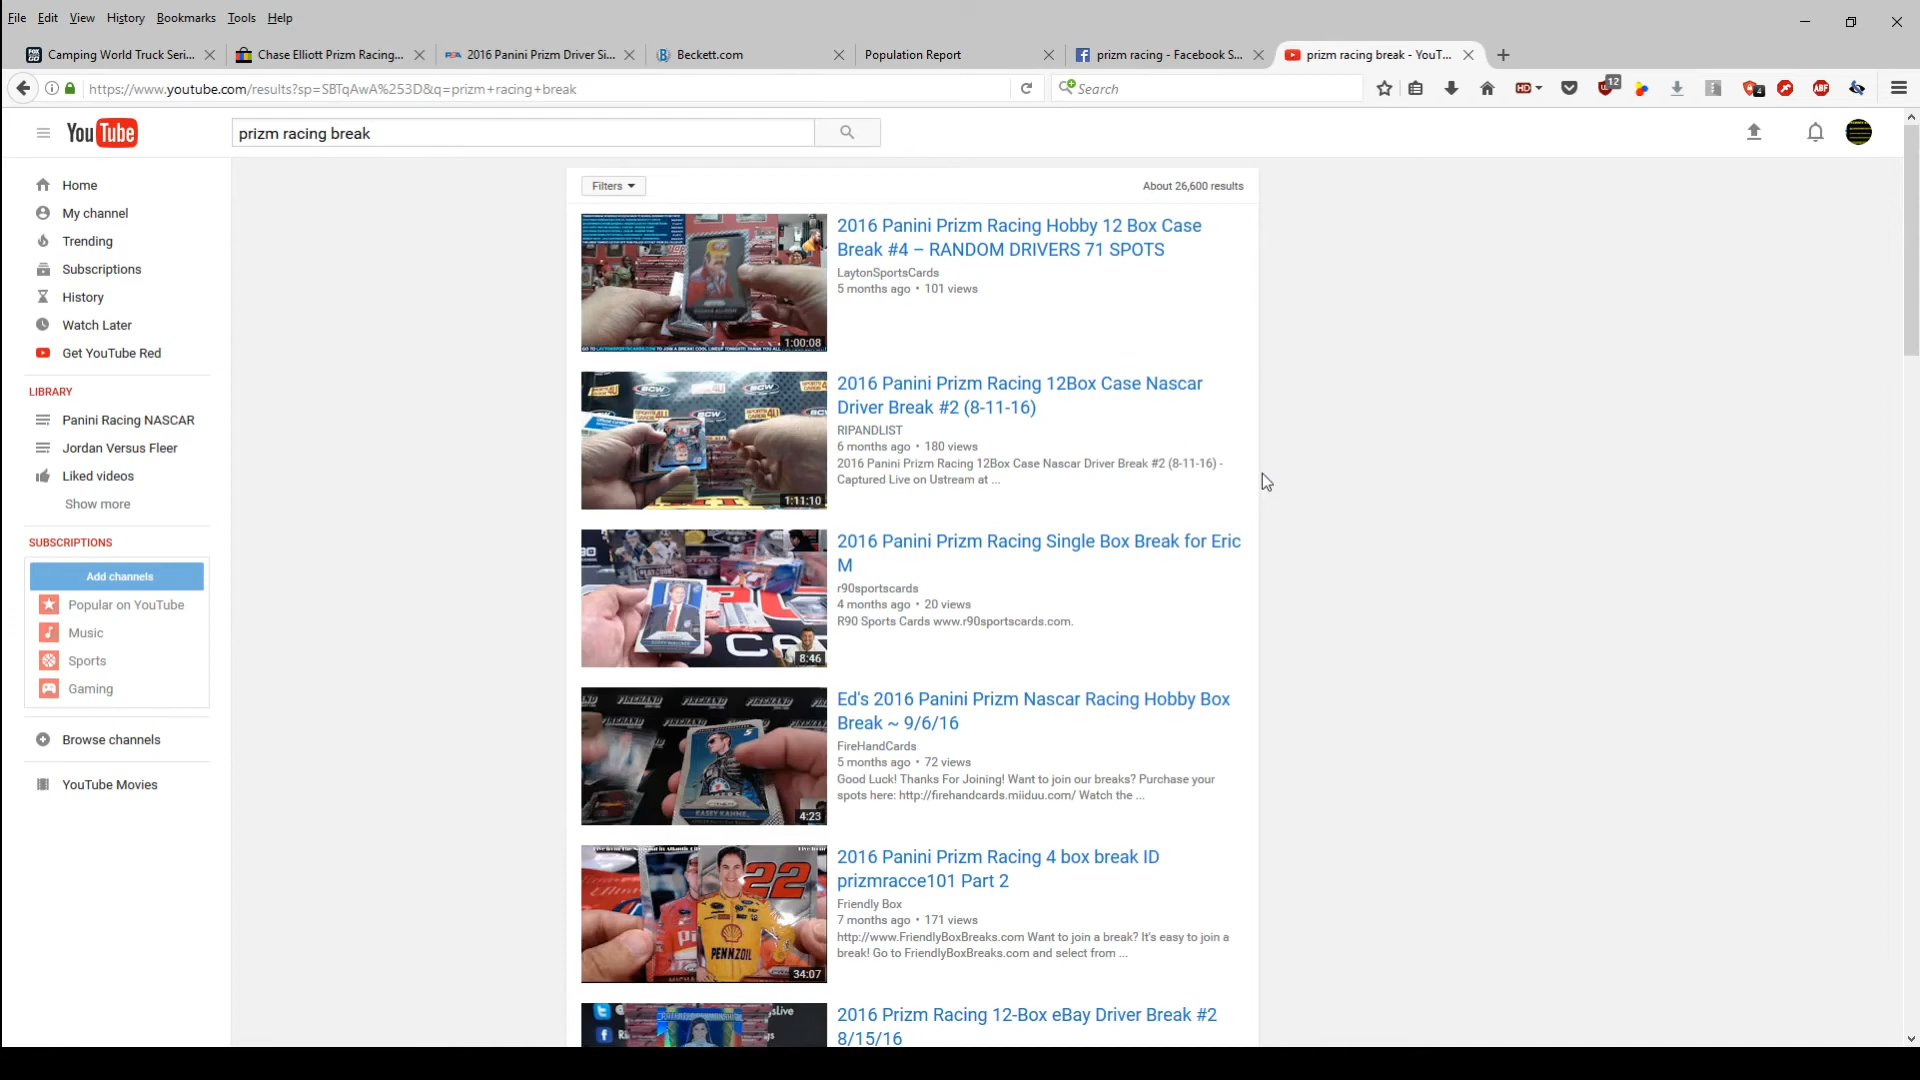 File Edit View History Bookmarks Tools Help
Camping World Truck Seri...
Chase Elliott Prizm Racing...
2016 Panini Prizm Driver Si...
Beckett.com
Population Report
prizm racing - Facebook S...
prizm racing break - YouT...
https://www.youtube.com/results?sp=SBTqAwA%253D&q=prizm+racing+break
Search
HD
12
4
ABP
YouTube
prizm racing break
Home
My channel
Trending
Subscriptions
History
Watch Later
Get YouTube Red
LIBRARY
Panini Racing NASCAR
Jordan Versus Fleer
Liked videos
Show more
SUBSCRIPTIONS
Add channels
Popular on YouTube
Music
Sports
Gaming
Browse channels
YouTube Movies
Filters
About 26,600 results
1:00:08
2016 Panini Prizm Racing Hobby 12 Box Case
Break #4 – RANDOM DRIVERS 71 SPOTS
LaytonSportsCards
5 months ago • 101 views
BCW
1:11:10
2016 Panini Prizm Racing 12Box Case Nascar
Driver Break #2 (8-11-16)
RIPANDLIST
6 months ago • 180 views
2016 Panini Prizm Racing 12Box Case Nascar Driver Break #2 (8-11-16) -
Captured Live on Ustream at ...
8:46
2016 Panini Prizm Racing Single Box Break for Eric
M
r90sportscards
4 months ago • 20 views
R90 Sports Cards www.r90sportscards.com.
FIREHAND
KASEY KAHNE
4:23
Ed's 2016 Panini Prizm Nascar Racing Hobby Box
Break ~ 9/6/16
FireHandCards
5 months ago • 72 views
Good Luck! Thanks For Joining! Want to join our breaks? Purchase your
spots here: http://firehandcards.miiduu.com/ Watch the ...
22
PENNZOIL
34:07
2016 Panini Prizm Racing 4 box break ID
prizmracce101 Part 2
Friendly Box
7 months ago • 171 views
http://www.FriendlyBoxBreaks.com Want to join a break? It's easy to join a
break! Go to FriendlyBoxBreaks.com and select from ...
2016 Prizm Racing 12-Box eBay Driver Break #2
8/15/16